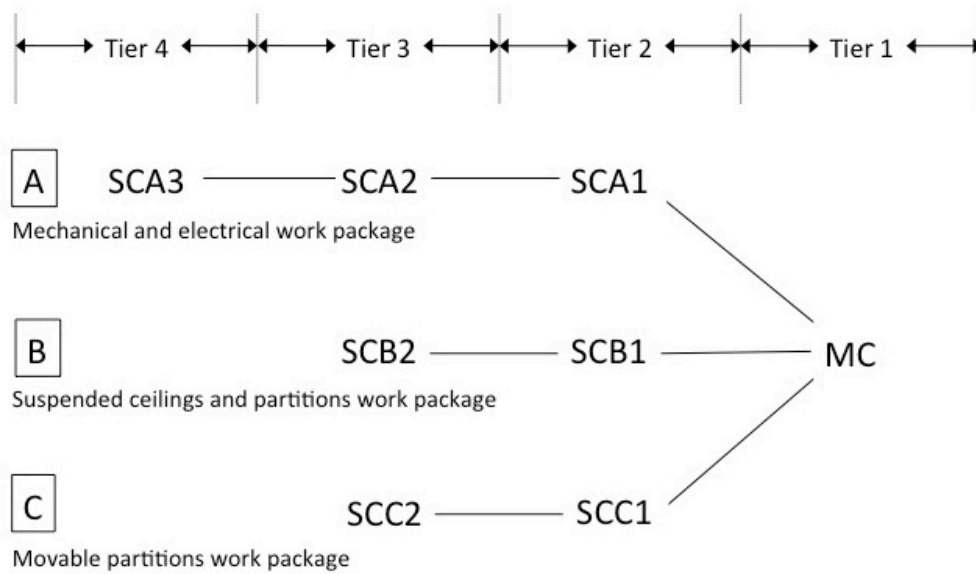 Tier 4 Tier 3 Tier 2 Tier 1
A SCA3 SCA2 SCA1
Mechanical and electrical work package
B SCB2 SCB1 MC
Suspended ceilings and partitions work package
C SCC2 SCC1
Movable partitions work package